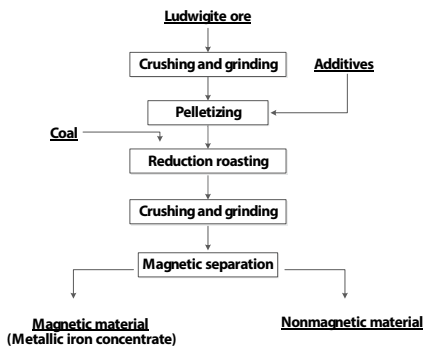 Ludwigite ore
Crushing and grinding
Additives
Pelletizing
Coal
Reduction roasting
Crushing and grinding
Magnetic separation
Magnetic material
(Metallic iron concentrate)
Nonmagnetic material